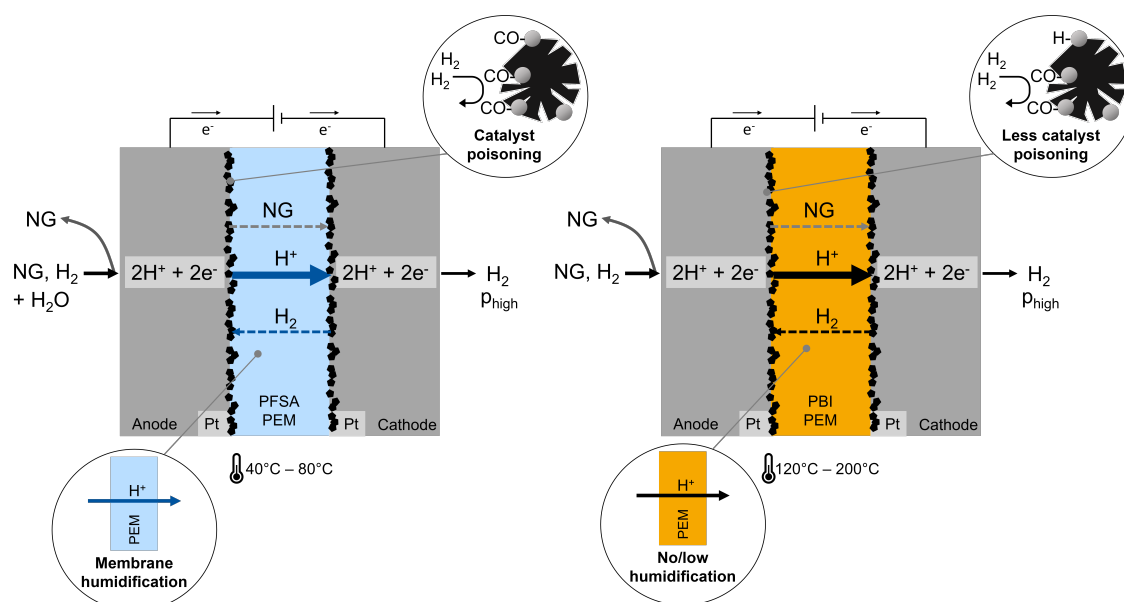 CO-
H₂
H₂
CO-
CO-
Catalyst
poisoning
e⁻
e⁻
NG
NG, H₂
+ H₂O
2H⁺ + 2e⁻
NG
H⁺
H₂
2H⁺ + 2e⁻
H₂
p_high
PFSA
PEM
Anode
Pt
Pt
Cathode
40°C – 80°C
H⁺
PEM
Membrane
humidification
H-
H₂
H₂
CO-
CO-
Less catalyst
poisoning
e⁻
e⁻
NG
NG, H₂
2H⁺ + 2e⁻
NG
H⁺
H₂
2H⁺ + 2e⁻
H₂
p_high
PBI
PEM
Anode
Pt
Pt
Cathode
120°C – 200°C
H⁺
PEM
No/low
humidification